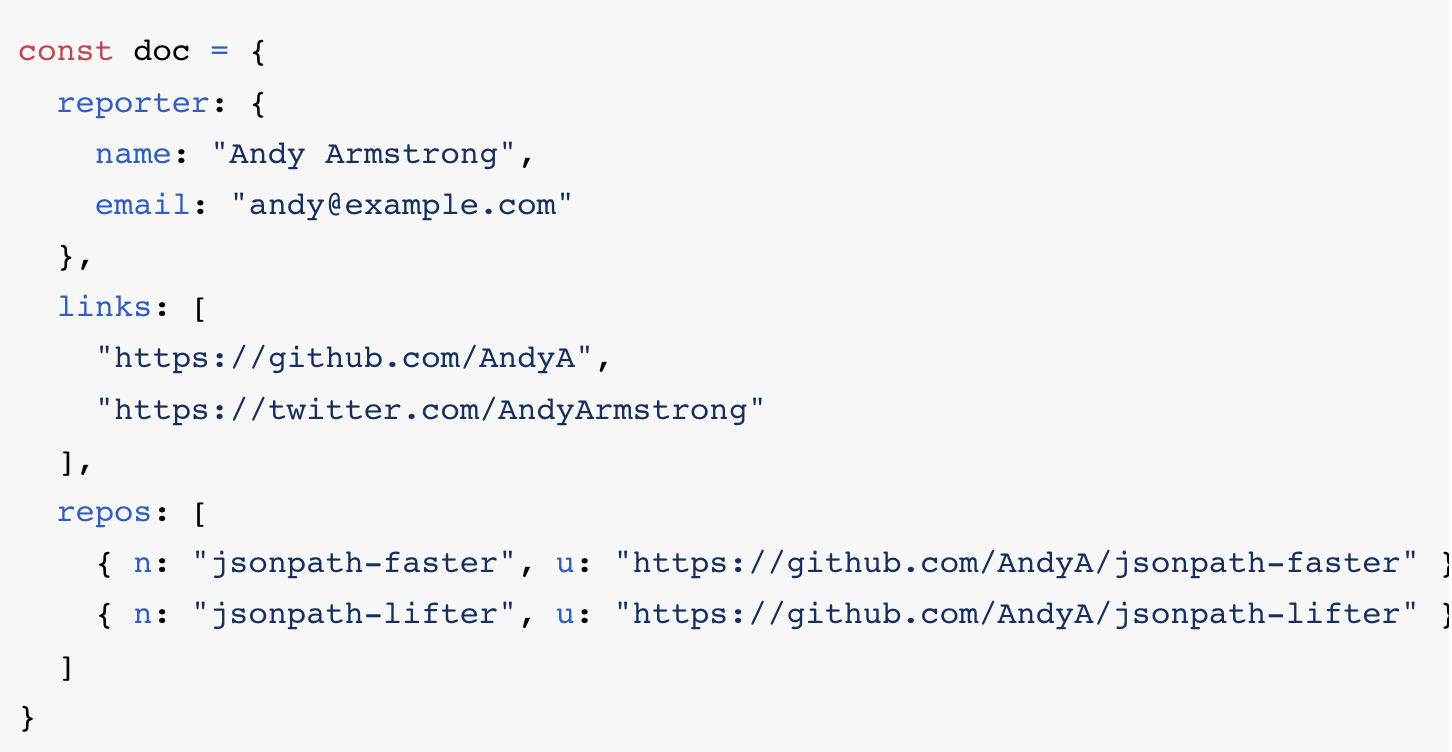 const doc = {
  reporter: {
    name: "Andy Armstrong",
    email: "andy@example.com"
  },
  links: [
    "https://github.com/AndyA",
    "https://twitter.com/AndyArmstrong"
  ],
  repos: [
    { n: "jsonpath-faster", u: "https://github.com/AndyA/jsonpath-faster" }
    { n: "jsonpath-lifter", u: "https://github.com/AndyA/jsonpath-lifter" }
  ]
}